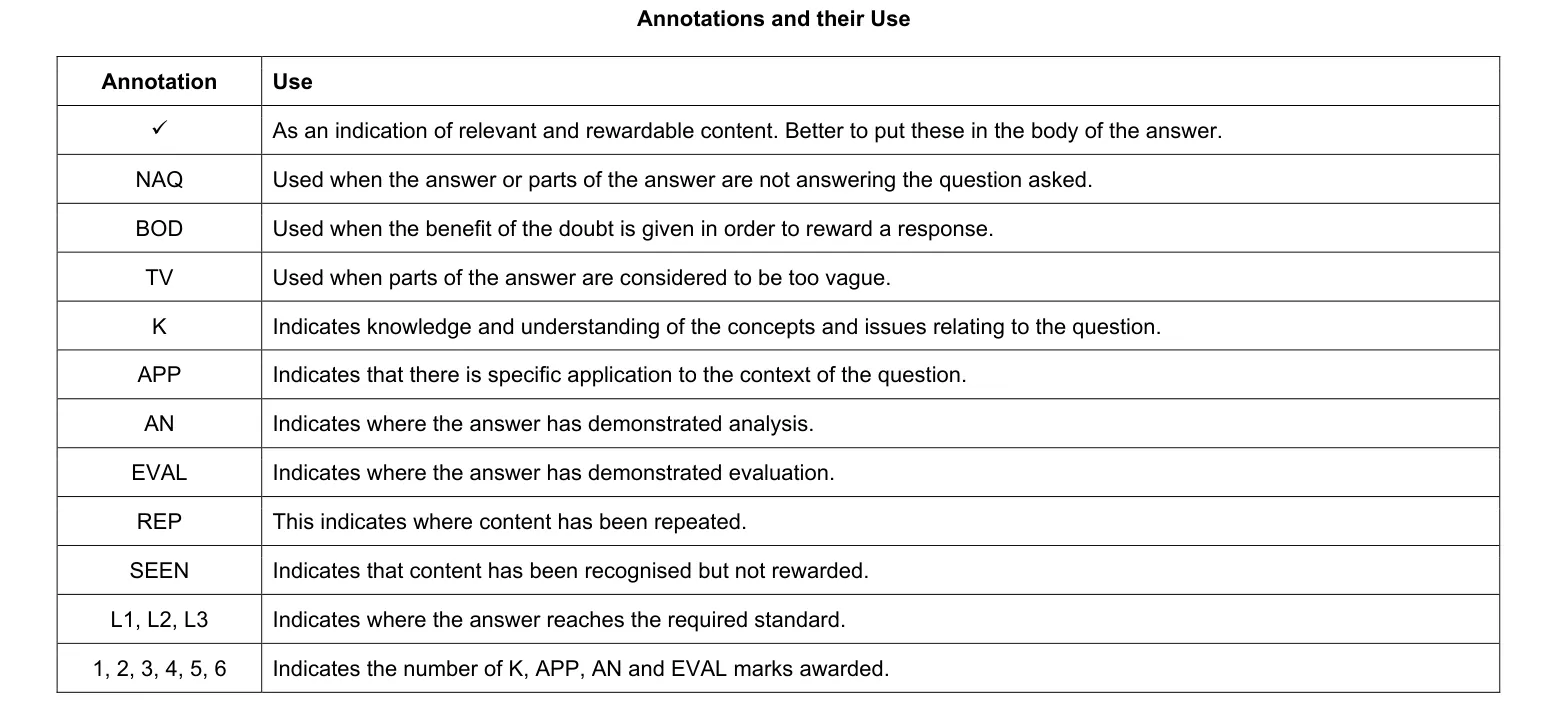 Annotations and their Use
Annotation Use
✓ As an indication of relevant and rewardable content. Better to put these in the body of the answer.
NAQ Used when the answer or parts of the answer are not answering the question asked.
BOD Used when the benefit of the doubt is given in order to reward a response.
TV Used when parts of the answer are considered to be too vague.
K Indicates knowledge and understanding of the concepts and issues relating to the question.
APP Indicates that there is specific application to the context of the question.
AN Indicates where the answer has demonstrated analysis.
EVAL Indicates where the answer has demonstrated evaluation.
REP This indicates where content has been repeated.
SEEN Indicates that content has been recognised but not rewarded.
L1, L2, L3 Indicates where the answer reaches the required standard.
1, 2, 3, 4, 5, 6 Indicates the number of K, APP, AN and EVAL marks awarded.